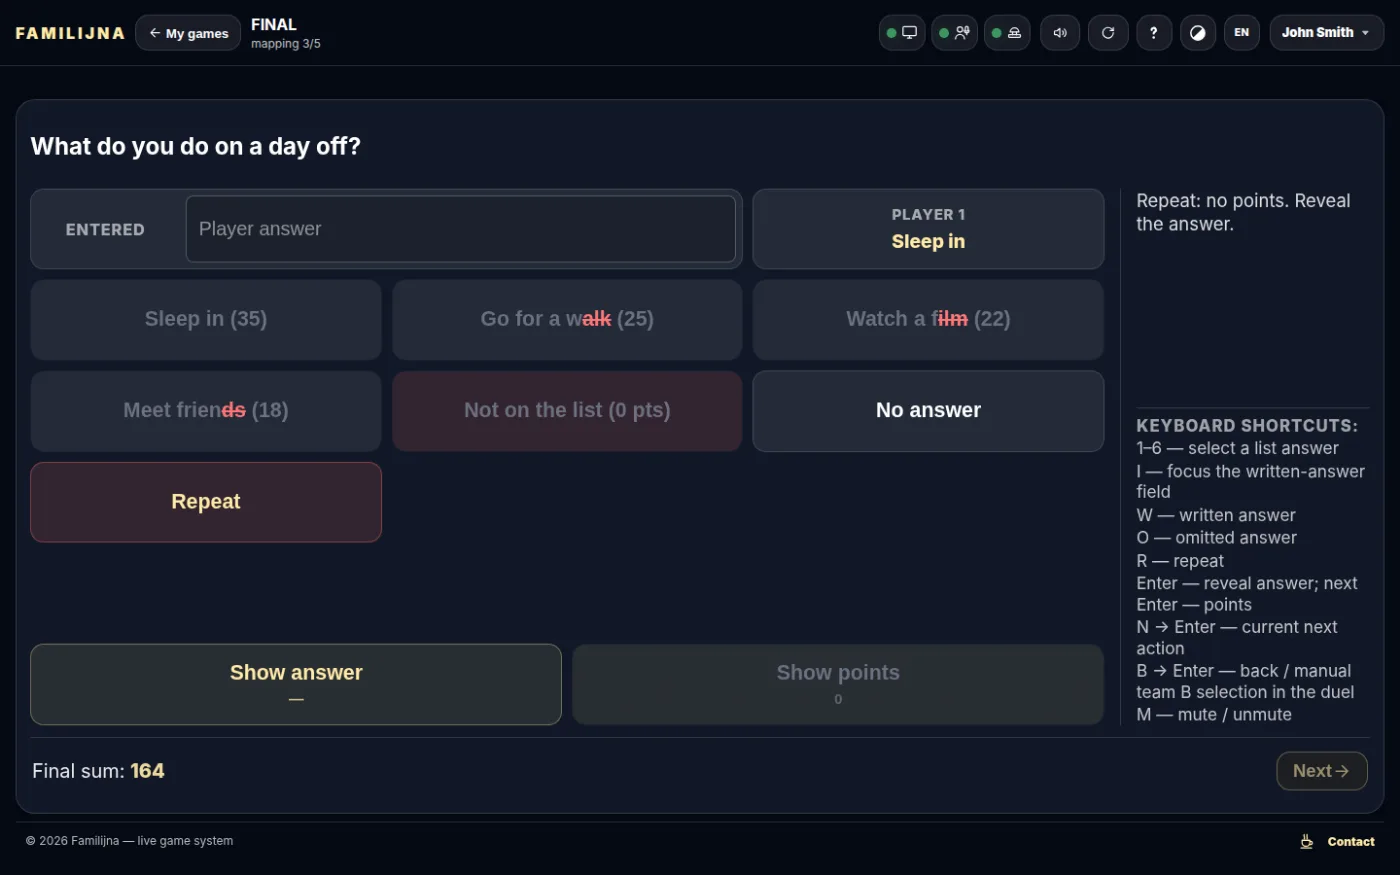 FAMILIJNA
← My games
FINAL
mapping 3/5
?
EN
John Smith
What do you do on a day off?
ENTERED
Player answer
PLAYER 1
Sleep in
Repeat: no points. Reveal
the answer.
Sleep in (35)
Go for a walk (25)
Watch a film (22)
Meet friends (18)
Not on the list (0 pts)
No answer
Repeat
KEYBOARD SHORTCUTS:
1–6 — select a list answer
I — focus the written-answer
field
W — written answer
O — omitted answer
R — repeat
Enter — reveal answer; next
Enter — points
N → Enter — current next
action
B → Enter — back / manual
team B selection in the duel
M — mute / unmute
Show answer
—
Show points
0
Final sum: 164
Next→
© 2026 Familijna — live game system
Contact